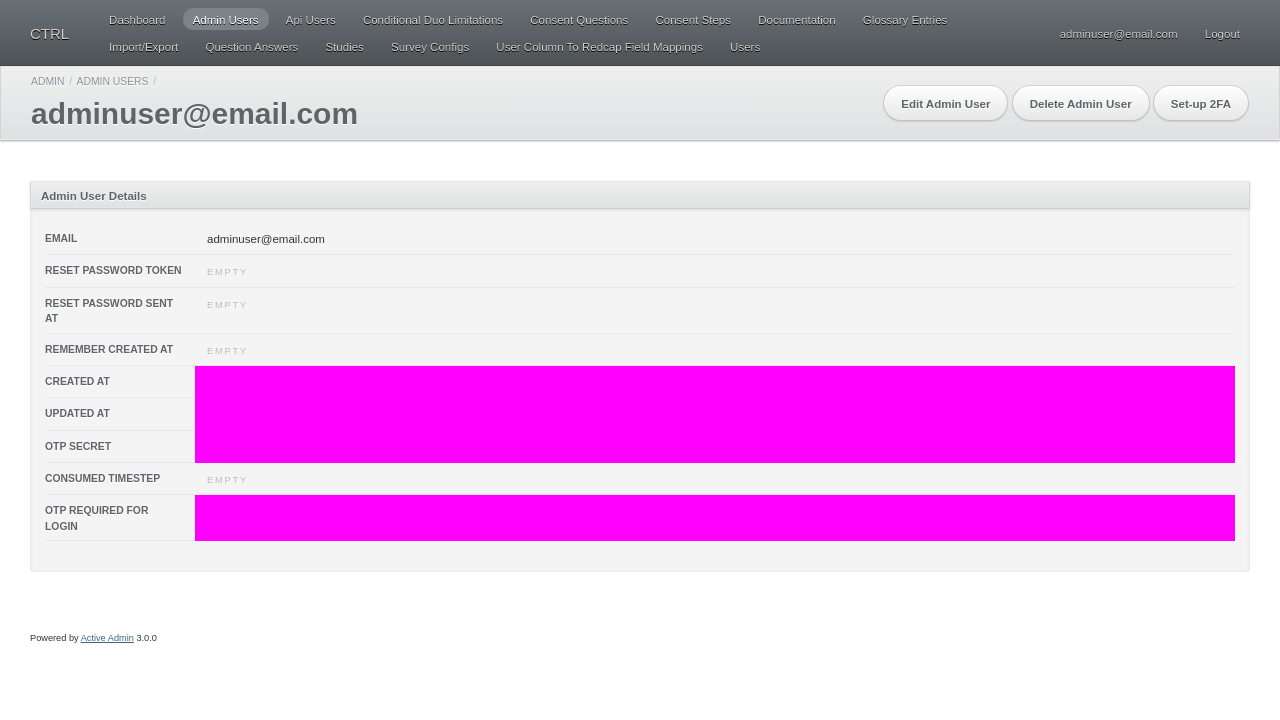 CTRL
Dashboard Admin Users Api Users Conditional Duo Limitations Consent Questions Consent Steps Documentation Glossary Entries
Import/Export Question Answers Studies Survey Configs User Column To Redcap Field Mappings Users
adminuser@email.com Logout
ADMIN / ADMIN USERS /
adminuser@email.com
Edit Admin User Delete Admin User Set-up 2FA
Admin User Details
EMAIL adminuser@email.com
RESET PASSWORD TOKEN EMPTY
RESET PASSWORD SENT EMPTY
AT
REMEMBER CREATED AT EMPTY
CREATED AT
UPDATED AT
OTP SECRET
CONSUMED TIMESTEP EMPTY
OTP REQUIRED FOR
LOGIN
Powered by Active Admin 3.0.0